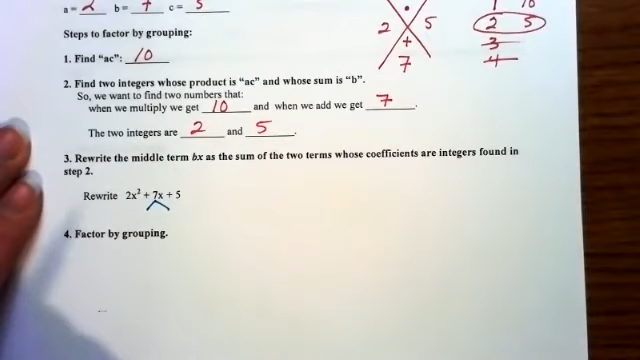 a = 2 b = 7 c = 5
Steps to factor by grouping:
1. Find “ac”: 10
2. Find two integers whose product is “ac” and whose sum is “b”.
So, we want to find two numbers that:
when we multiply we get 10 and when we add we get 7.
The two integers are 2 and 5.
3. Rewrite the middle term bx as the sum of the two terms whose coefficients are integers found in
step 2.
Rewrite 2x² + 7x + 5
4. Factor by grouping.
2 5
+
7
1 10
2 5
3
4